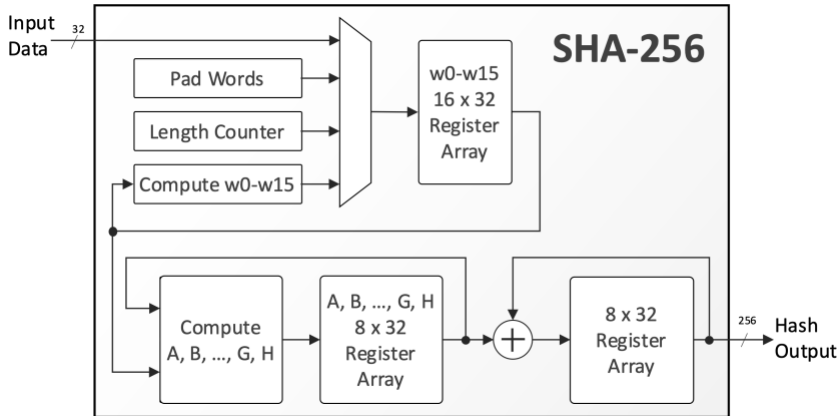 Input
Data
32
SHA-256
Pad Words
Length Counter
Compute w0-w15
w0-w15
16 x 32
Register
Array
Compute
A, B, ..., G, H
A, B, ..., G, H
8 x 32
Register
Array
+
8 x 32
Register
Array
256
Hash
Output